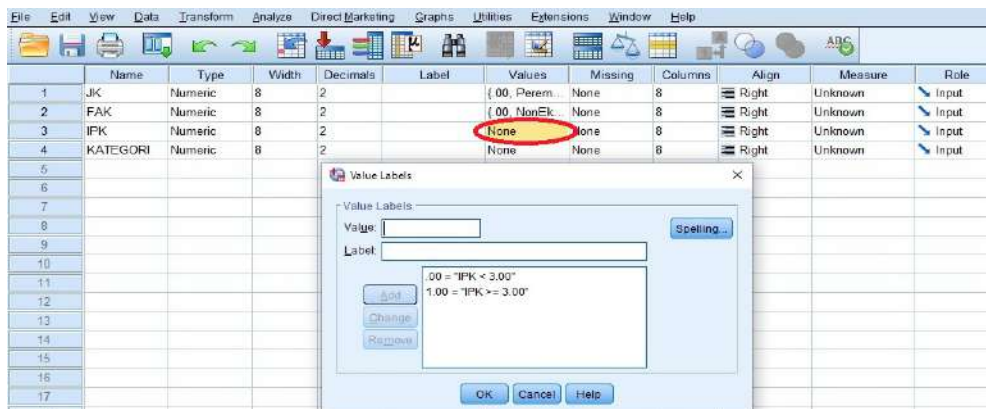 File Edit View Data Transform Analyze Direct Marketing Graphs Utilities Extensions Window Help
Name Type Width Decimals Label Values Missing Columns Align Measure Role
1 JK Numeric 8 2 {.00, Perem... None 8 Right Unknown Input
2 FAK Numeric 8 2 {.00, NonEk... None 8 Right Unknown Input
3 IPK Numeric 8 2 None None 8 Right Unknown Input
4 KATEGORI Numeric 8 2 None None 8 Right Unknown Input
5
6
7
8
9
10
11
12
13
14
15
16
17
Value Labels
Value Labels
Value:
Spelling...
Label:
.00 = "IPK < 3.00"
1.00 = "IPK >= 3.00"
Add
Change
Remove
OK Cancel Help